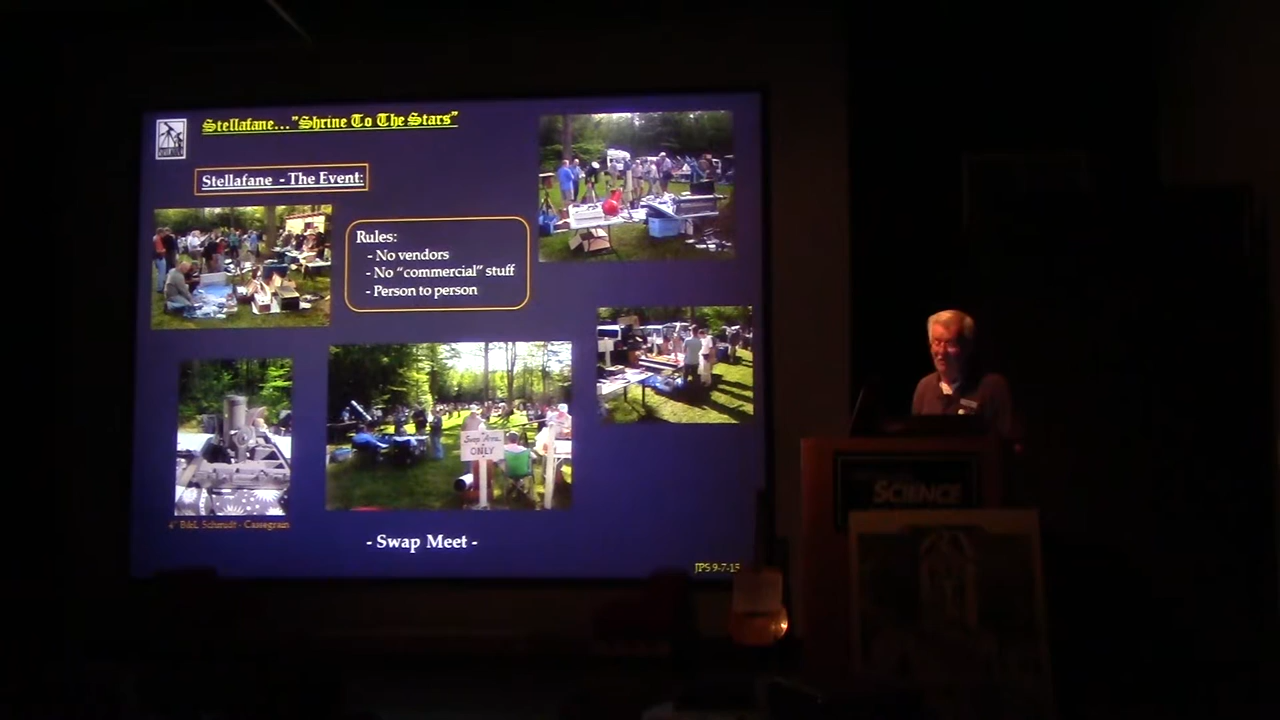 Stellafane..."Shrine To The Stars"
Stellafane - The Event:
Rules:
- No vendors
- No "commercial" stuff
- Person to person
Swap Area
ONLY
4" B&L Schmidt - Cassegrain
- Swap Meet -
JPS 9-7-15
SCIENCE